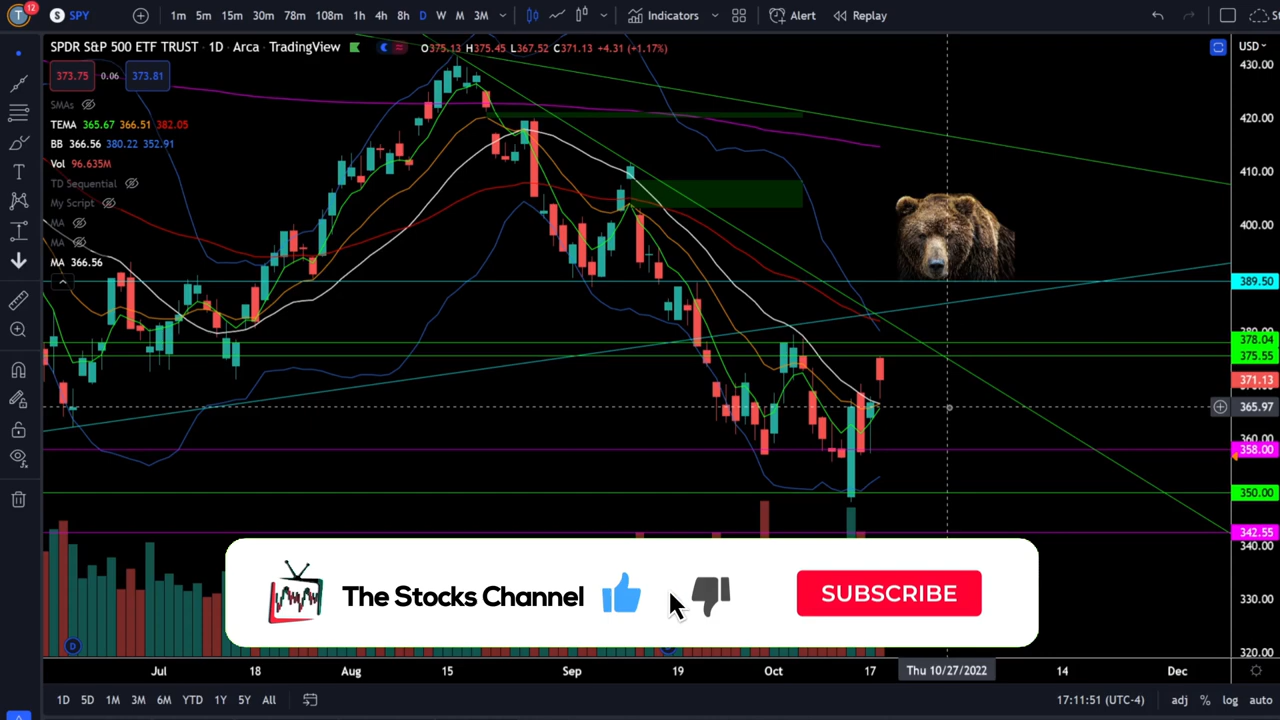 T 12 S SPY 1m 5m 15m 30m 78m 108m 1h 4h 8h D W M 3M Indicators Alert Replay
SPDR S&P 500 ETF TRUST · 1D · Arca · TradingView O375.13 H375.45 L367.52 C371.13 +4.31 (+1.17%) USD
373.75 0.06 373.81
SMAs
TEMA 365.67 366.51 382.05
BB 366.56 380.22 352.91
Vol 96.635M
TD Sequential
My Script
MA
MA
MA 366.56
430.00
420.00
410.00
400.00
389.50
378.04
375.55
371.13
365.97
360.00
358.00
350.00
342.55
340.00
330.00
320.00
The Stocks Channel SUBSCRIBE
D
Jul 18 Aug 15 Sep 19 Oct 17 Thu 10/27/2022 14 Dec
1D 5D 1M 3M 6M YTD 1Y 5Y All 17:11:51 (UTC-4) adj % log auto